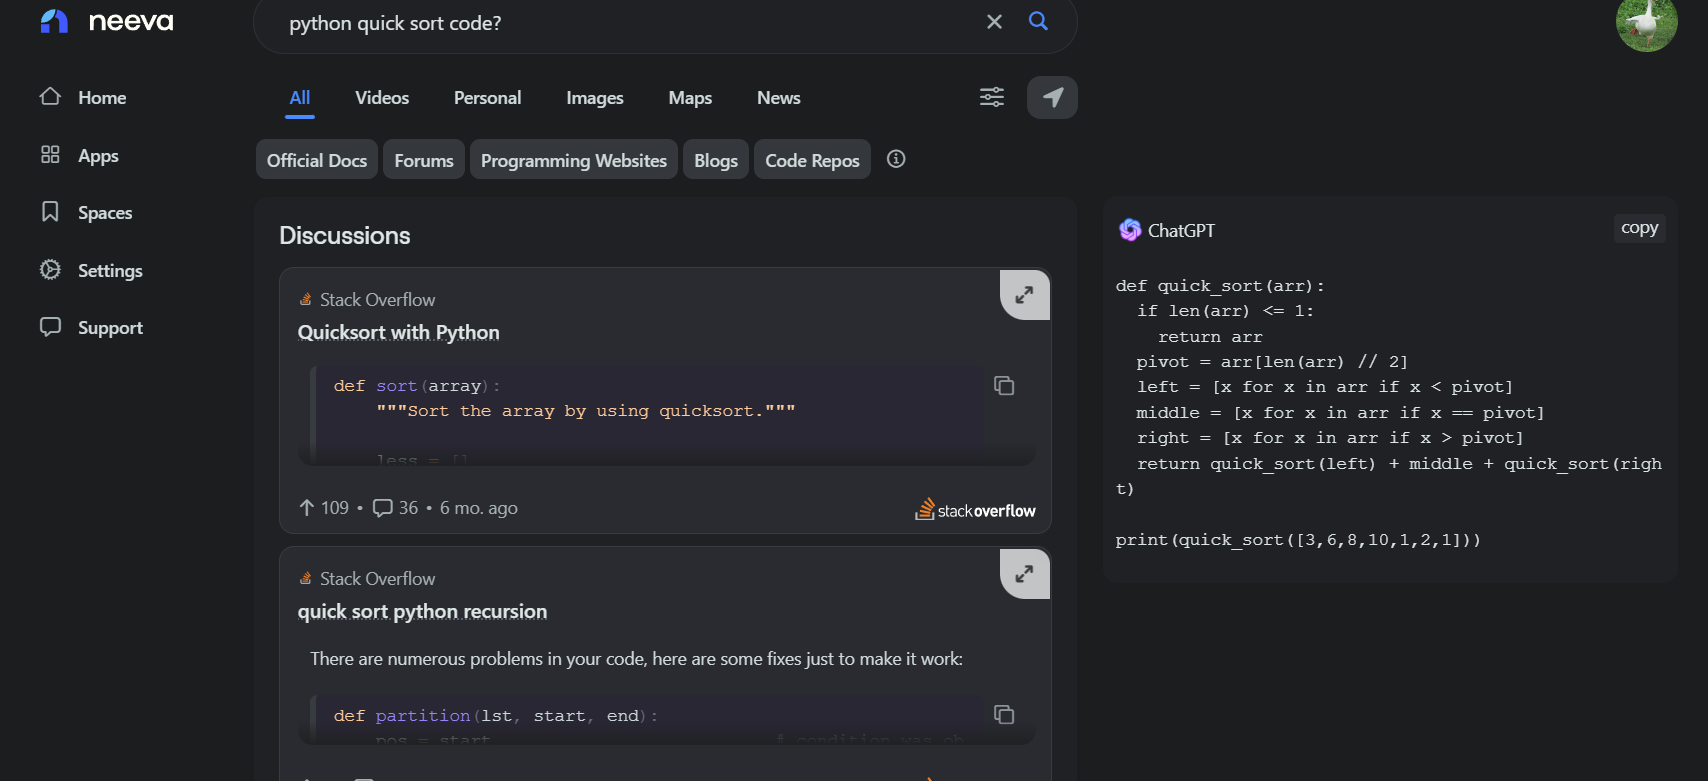 neeva
python quick sort code?
Home
Apps
Spaces
Settings
Support
All Videos Personal Images Maps News
Official Docs Forums Programming Websites Blogs Code Repos
Discussions
Stack Overflow
Quicksort with Python
def sort(array):
"""Sort the array by using quicksort."""
less = []
109 • 36 • 6 mo. ago
stackoverflow
Stack Overflow
quick sort python recursion
There are numerous problems in your code, here are some fixes just to make it work:
def partition(lst, start, end):
pos = start # condition was ob
ChatGPT copy
def quick_sort(arr):
if len(arr) <= 1:
return arr
pivot = arr[len(arr) // 2]
left = [x for x in arr if x < pivot]
middle = [x for x in arr if x == pivot]
right = [x for x in arr if x > pivot]
return quick_sort(left) + middle + quick_sort(righ
t)
print(quick_sort([3,6,8,10,1,2,1]))